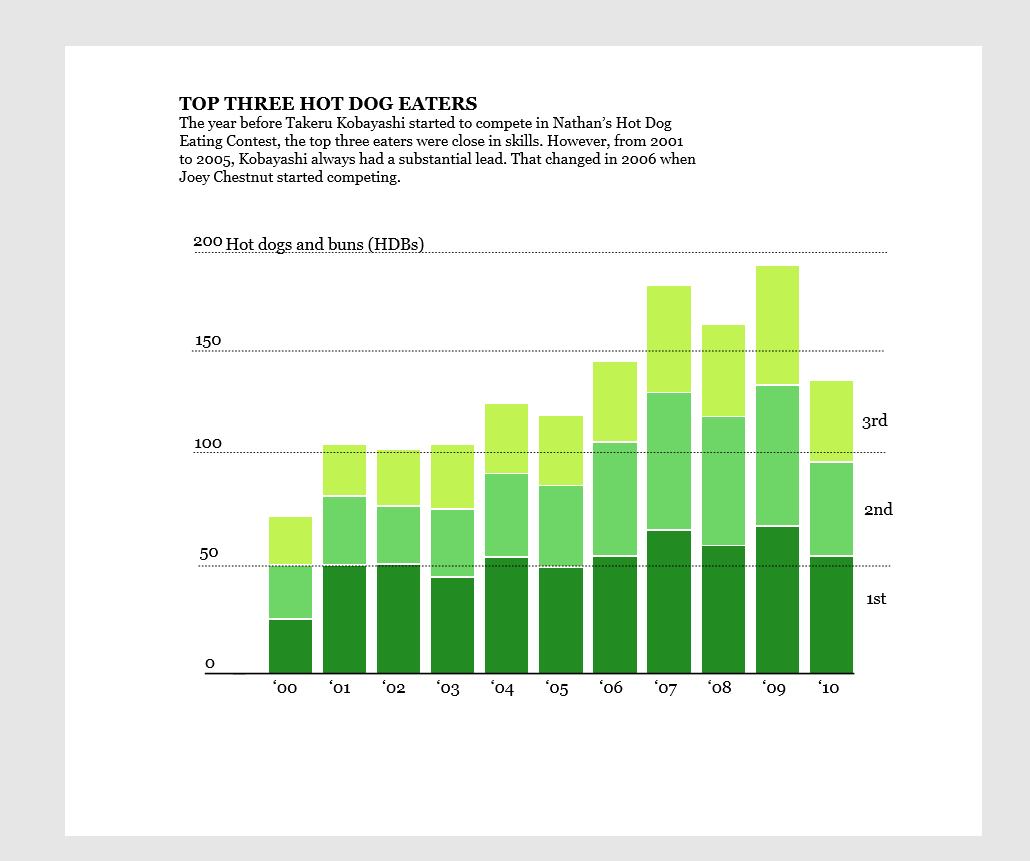 TOP THREE HOT DOG EATERS
The year before Takeru Kobayashi started to compete in Nathan’s Hot Dog
Eating Contest, the top three eaters were close in skills. However, from 2001
to 2005, Kobayashi always had a substantial lead. That changed in 2006 when
Joey Chestnut started competing.
200 Hot dogs and buns (HDBs)
150
3rd
100
2nd
50
1st
0
‘00 ‘01 ‘02 ‘03 ‘04 ‘05 ‘06 ‘07 ‘08 ‘09 ‘10